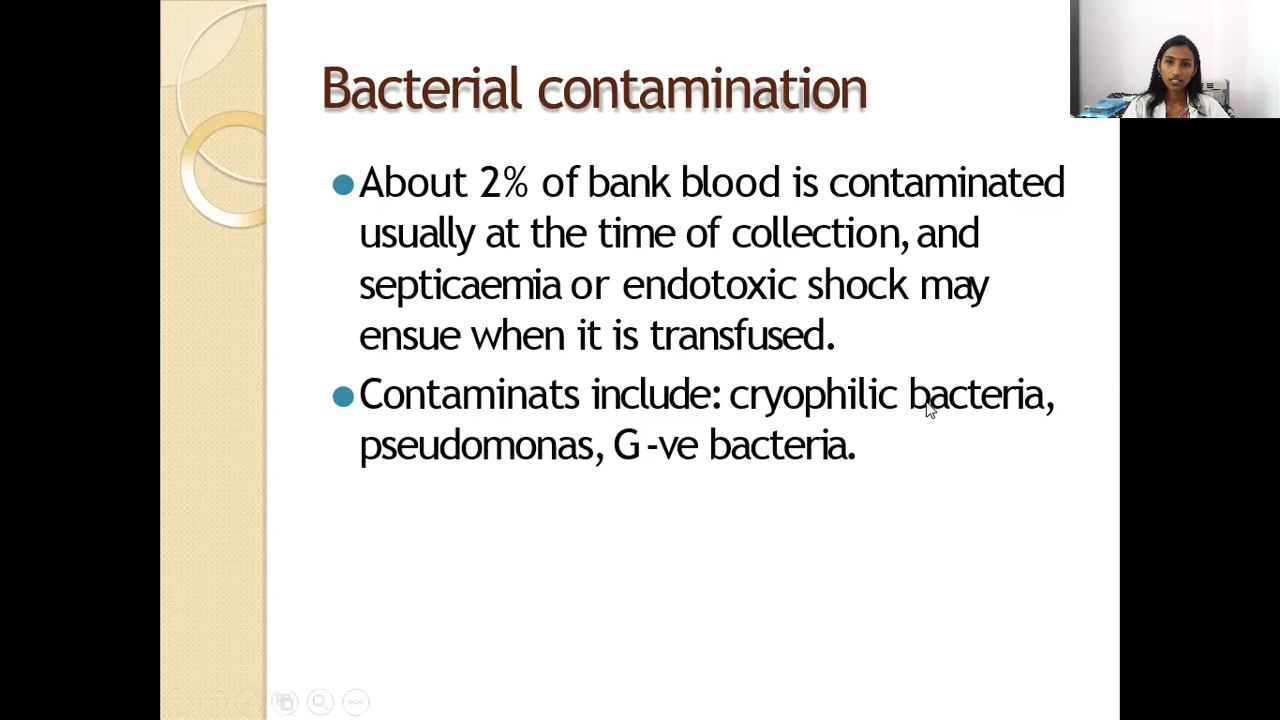 Bacterial contamination
About 2% of bank blood is contaminated
usually at the time of collection, and
septicaemia or endotoxic shock may
ensue when it is transfused.
Contaminats include: cryophilic bacteria,
pseudomonas, G -ve bacteria.